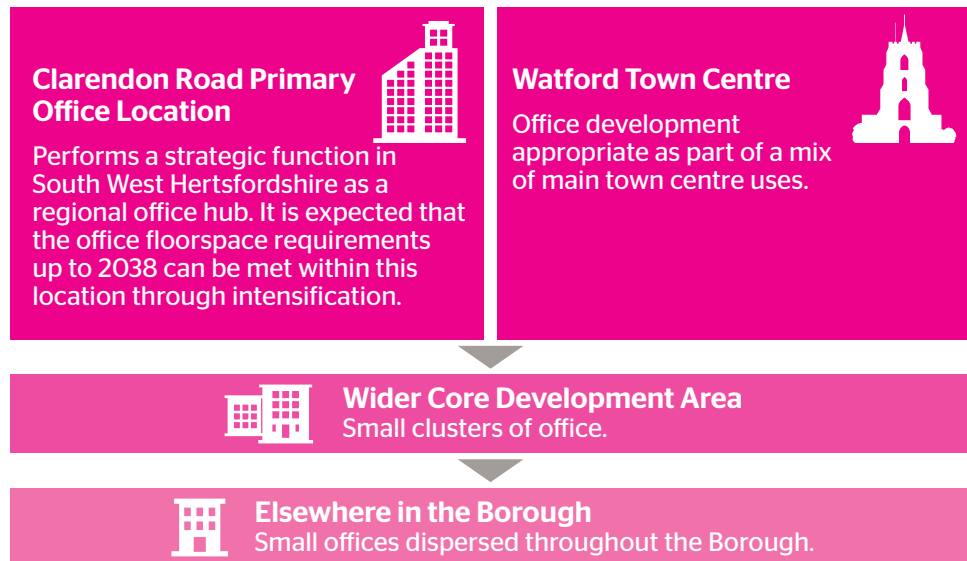 Clarendon Road Primary
Office Location
Performs a strategic function in
South West Hertsfordshire as a
regional office hub. It is expected that
the office floorspace requirements
up to 2038 can be met within this
location through intensification.
Watford Town Centre
Office development
appropriate as part of a mix
of main town centre uses.
Wider Core Development Area
Small clusters of office.
Elsewhere in the Borough
Small offices dispersed throughout the Borough.